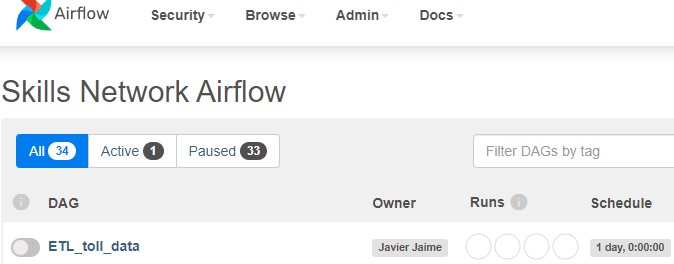 Airflow Security Browse Admin Docs
Skills Network Airflow
All 34 Active 1 Paused 33 Filter DAGs by tag
DAG Owner Runs Schedule
ETL_toll_data Javier Jaime 1 day, 0:00:00